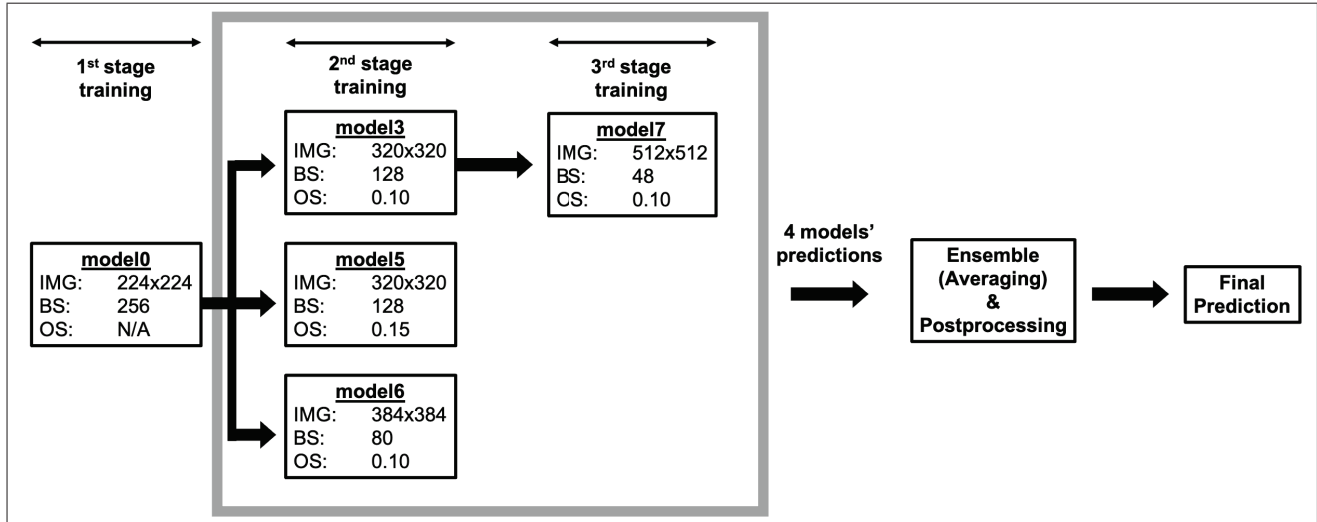 1st stage
training
2nd stage
training
3rd stage
training
model0
IMG: 224x224
BS: 256
OS: N/A
model3
IMG: 320x320
BS: 128
OS: 0.10
model5
IMG: 320x320
BS: 128
OS: 0.15
model6
IMG: 384x384
BS: 80
OS: 0.10
model7
IMG: 512x512
BS: 48
OS: 0.10
4 models'
predictions
Ensemble
(Averaging)
&
Postprocessing
Final
Prediction